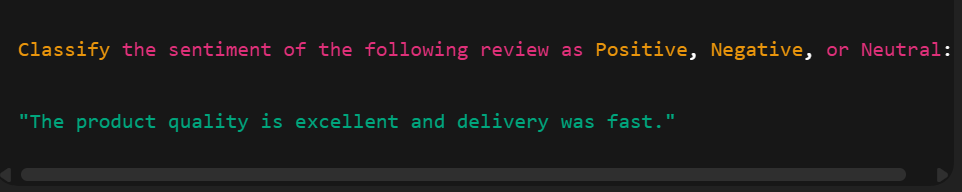 Classify the sentiment of the following review as Positive, Negative, or Neutral:
"The product quality is excellent and delivery was fast."